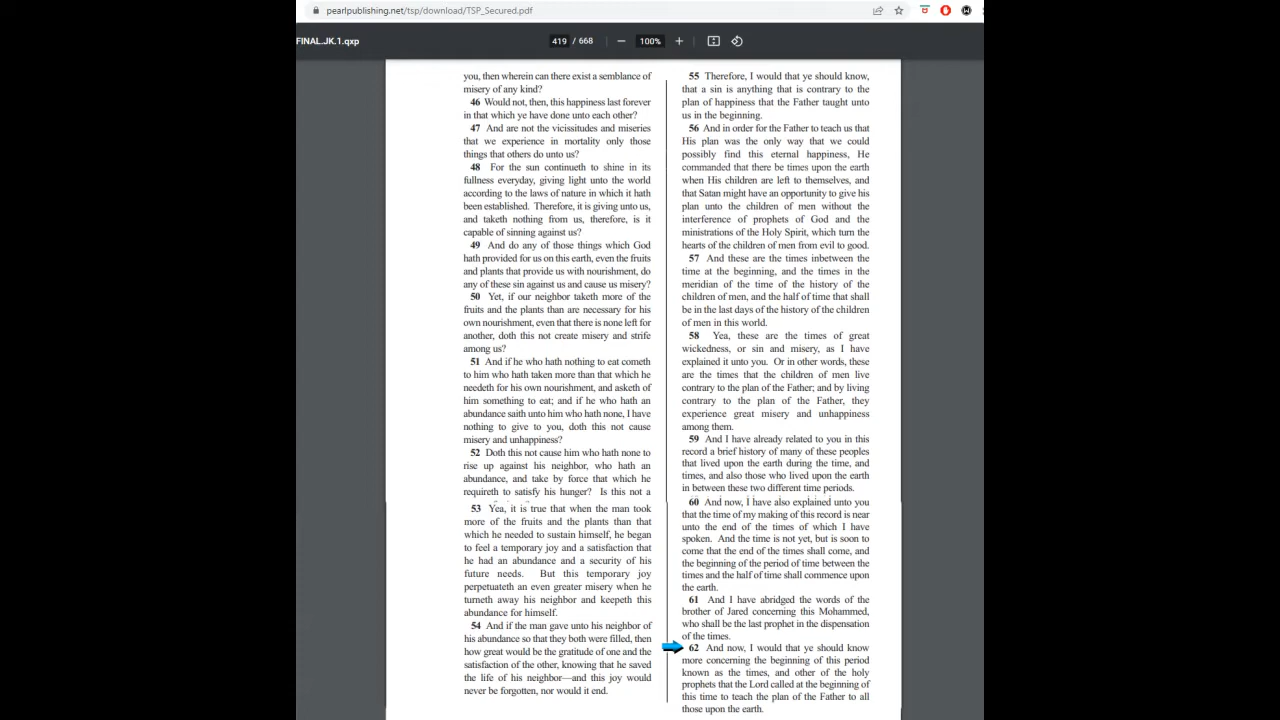 pearlpublishing.net/tsp/download/TSP_Secured.pdf
FINAL.JK.1.qxp
419 / 668
100%
you, then wherein can there exist a semblance of
misery of any kind?
46 Would not, then, this happiness last forever
in that which ye have done unto each other?
47 And are not the vicissitudes and miseries
that we experience in mortality only those
things that others do unto us?
48 For the sun continueth to shine in its
fullness everyday, giving light unto the world
according to the laws of nature in which it hath
been established. Therefore, it is giving unto us,
and taketh nothing from us, therefore, is it
capable of sinning against us?
49 And do any of those things which God
hath provided for us on this earth, even the fruits
and plants that provide us with nourishment, do
any of these sin against us and cause us misery?
50 Yet, if our neighbor taketh more of the
fruits and the plants than are necessary for his
own nourishment, even that there is none left for
another, doth this not create misery and strife
among us?
51 And if he who hath nothing to eat cometh
to him who hath taken more than that which he
needeth for his own nourishment, and asketh of
him something to eat; and if he who hath an
abundance saith unto him who hath none, I have
nothing to give to you, doth this not cause
misery and unhappiness?
52 Doth this not cause him who hath none to
rise up against his neighbor, who hath an
abundance, and take by force that which he
requireth to satisfy his hunger? Is this not a
53 Yea, it is true that when the man took
more of the fruits and the plants than that
which he needed to sustain himself, he began
to feel a temporary joy and a satisfaction that
he had an abundance and a security of his
future needs. But this temporary joy
perpetuateth an even greater misery when he
turneth away his neighbor and keepeth this
abundance for himself.
54 And if the man gave unto his neighbor of
his abundance so that they both were filled, then
how great would be the gratitude of one and the
satisfaction of the other, knowing that he saved
the life of his neighbor—and this joy would
never be forgotten, nor would it end.
55 Therefore, I would that ye should know,
that a sin is anything that is contrary to the
plan of happiness that the Father taught unto
us in the beginning.
56 And in order for the Father to teach us that
His plan was the only way that we could
possibly find this eternal happiness, He
commanded that there be times upon the earth
when His children are left to themselves, and
that Satan might have an opportunity to give his
plan unto the children of men without the
interference of prophets of God and the
ministrations of the Holy Spirit, which turn the
hearts of the children of men from evil to good.
57 And these are the times inbetween the
time at the beginning, and the times in the
meridian of the time of the history of the
children of men, and the half of time that shall
be in the last days of the history of the children
of men in this world.
58 Yea, these are the times of great
wickedness, or sin and misery, as I have
explained it unto you. Or in other words, these
are the times that the children of men live
contrary to the plan of the Father; and by living
contrary to the plan of the Father, they
experience great misery and unhappiness
among them.
59 And I have already related to you in this
record a brief history of many of these peoples
that lived upon the earth during the time, and
times, and also those who lived upon the earth
in between these two different time periods.
60 And now, I have also explained unto you
that the time of my making of this record is near
unto the end of the times of which I have
spoken. And the time is not yet, but is soon to
come that the end of the times shall come, and
the beginning of the period of time between the
times and the half of time shall commence upon
the earth.
61 And I have abridged the words of the
brother of Jared concerning this Mohammed,
who shall be the last prophet in the dispensation
of the times.
62 And now, I would that ye should know
more concerning the beginning of this period
known as the times, and other of the holy
prophets that the Lord called at the beginning of
this time to teach the plan of the Father to all
those upon the earth.